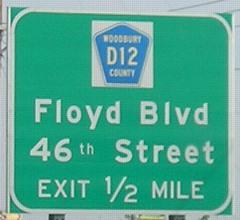 WOODBURY
D12
COUNTY
Floyd Blvd
46th Street
EXIT 1/2 MILE